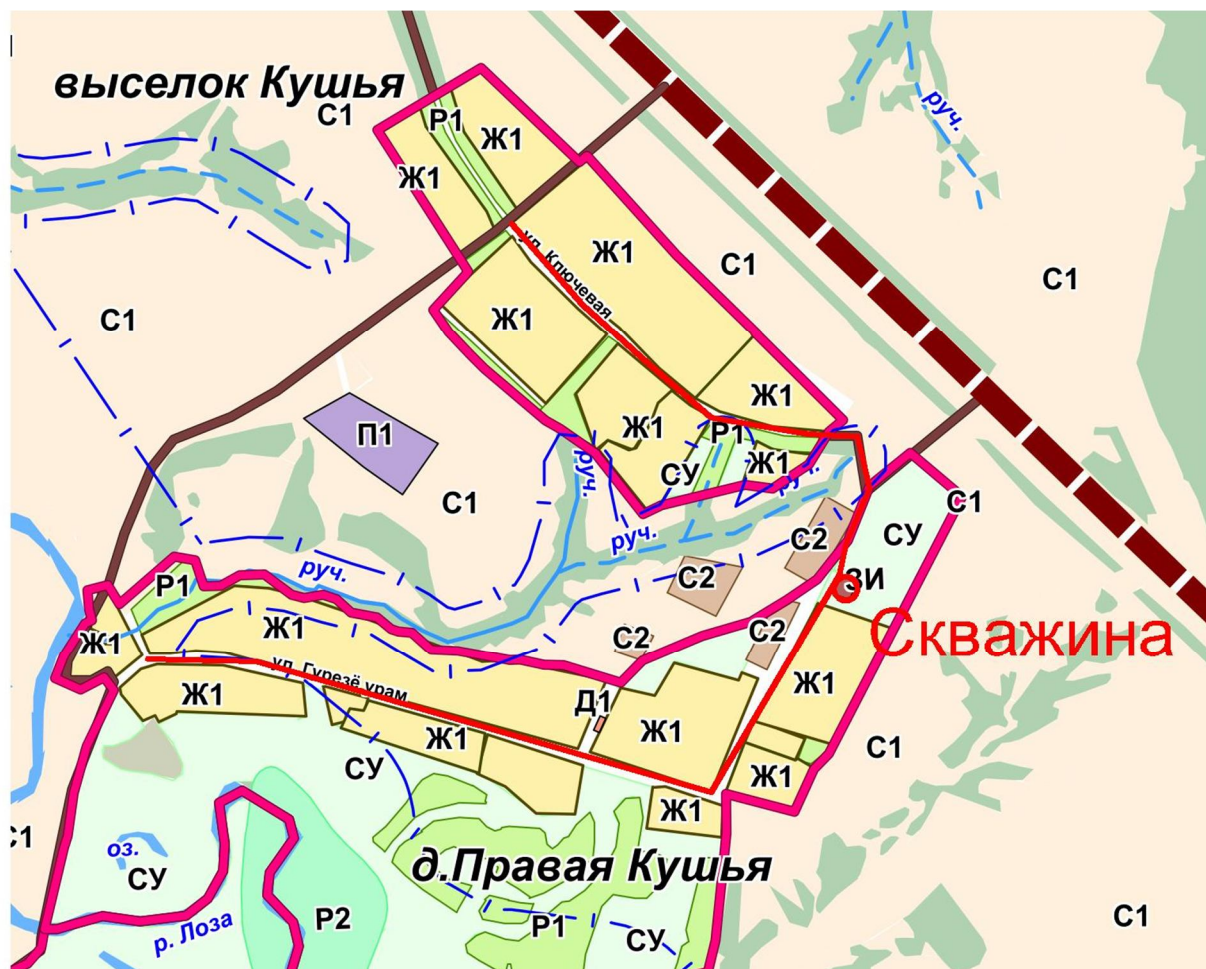 выселок Кушья
С1
Р1
Ж1
Ж1
руч.
ул. Ключевая
Ж1
С1
С1
С1
Ж1
П1
Ж1
Ж1
Р1
СУ
Ж1
руч.
руч.
С1
С1
СУ
руч.
С2
С2
ЗИ
руч.
Р1
Ж1
Ж1
С2
С2
Скважина
ул. Гурезё урам
Ж1
Ж1
Д1
Ж1
Ж1
С1
СУ
Ж1
Ж1
С1
оз.
СУ
д.Правая Кушья
р. Лоза
Р2
Р1
СУ
С1